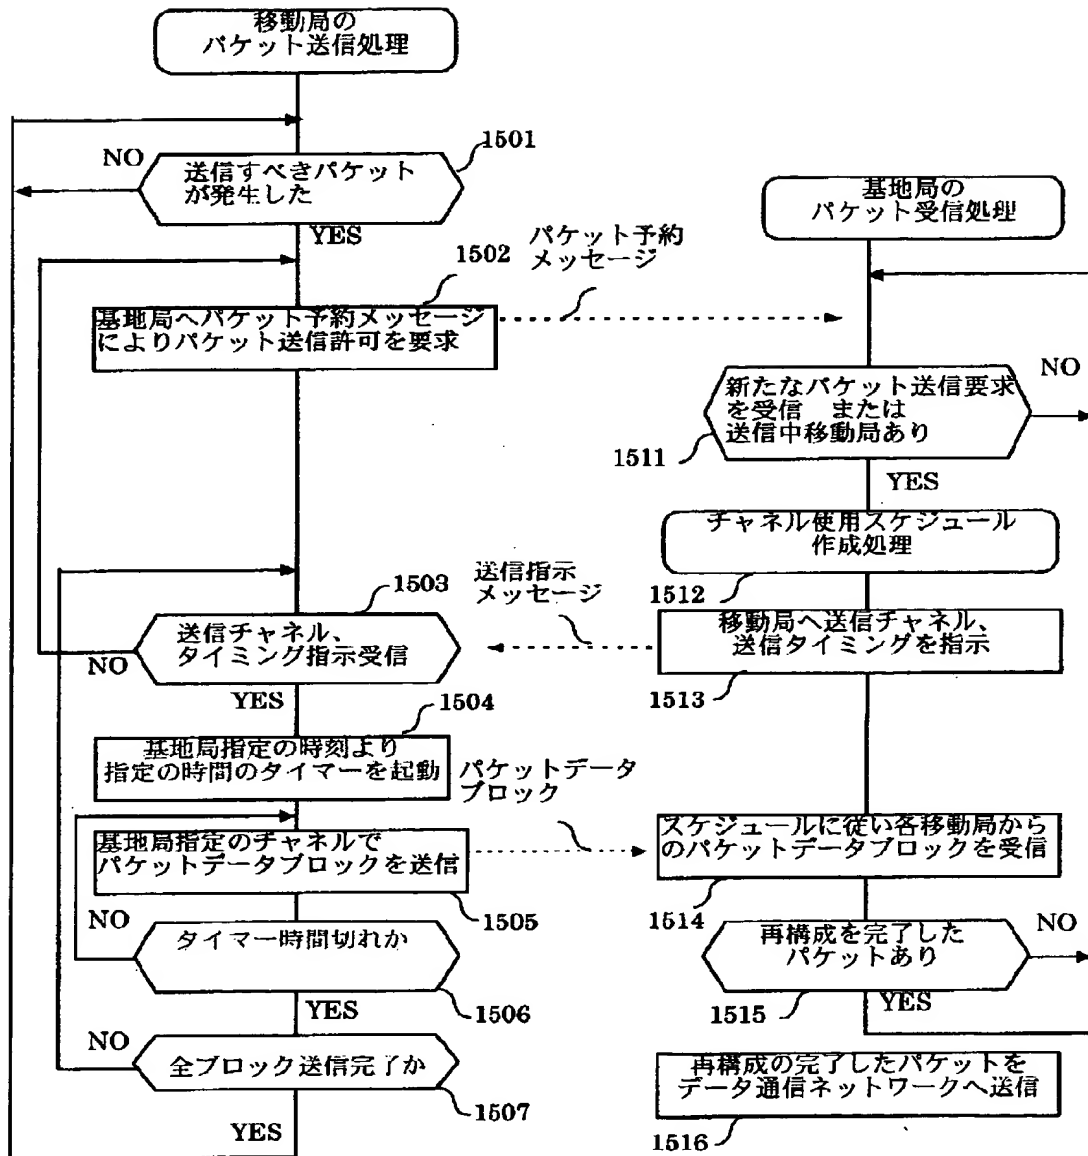 移動局の
パケット送信処理
1501
NO
送信すべきパケット
が発生した
YES
1502
パケット予約
メッセージ
基地局へパケット予約メッセージ
によりパケット送信許可を要求
基地局の
パケット受信処理
NO
新たなパケット送信要求
を受信 または
送信中移動局あり
1511
YES
チャネル使用スケジュール
作成処理
1512
1503
送信指示
メッセージ
送信チャネル、
タイミング指示受信
NO
YES
移動局へ送信チャネル、
送信タイミングを指示
1513
1504
基地局指定の時刻より
指定の時間のタイマーを起動
パケットデータ
ブロック
基地局指定のチャネルで
パケットデータブロックを送信
1505
スケジュールに従い各移動局から
のパケットデータブロックを受信
1514
NO
タイマー時間切れか
YES
1506
NO
再構成を完了した
パケットあり
1515
YES
NO
全ブロック送信完了か
1507
YES
再構成の完了したパケットを
データ通信ネットワークへ送信
1516